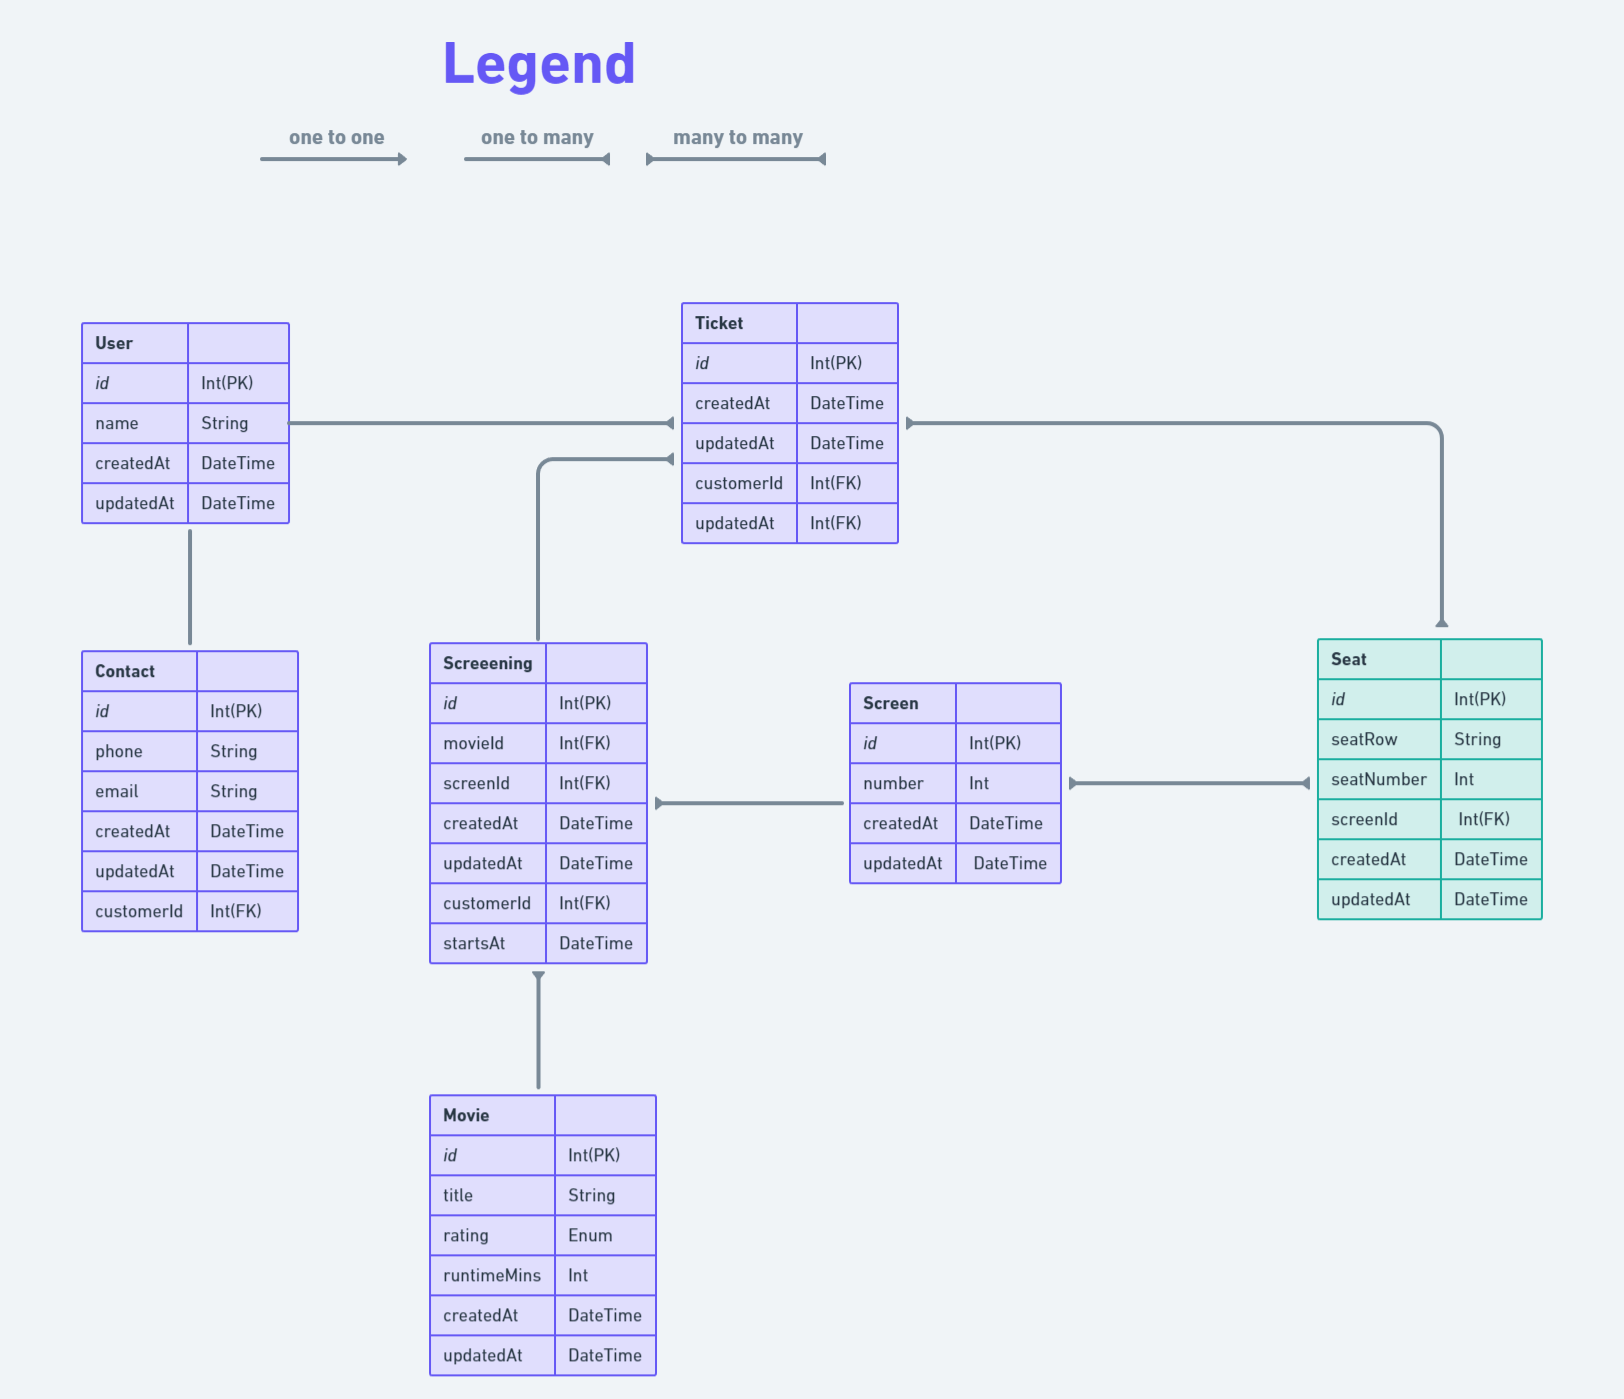 Legend
one to one
one to many
many to many
User
id Int(PK)
name String
createdAt DateTime
updatedAt DateTime
Ticket
id Int(PK)
createdAt DateTime
updatedAt DateTime
customerId Int(FK)
updatedAt Int(FK)
Contact
id Int(PK)
phone String
email String
createdAt DateTime
updatedAt DateTime
customerId Int(FK)
Screeening
id Int(PK)
movieId Int(FK)
screenId Int(FK)
createdAt DateTime
updatedAt DateTime
customerId Int(FK)
startsAt DateTime
Screen
id Int(PK)
number Int
createdAt DateTime
updatedAt DateTime
Seat
id Int(PK)
seatRow String
seatNumber Int
screenId Int(FK)
createdAt DateTime
updatedAt DateTime
Movie
id Int(PK)
title String
rating Enum
runtimeMins Int
createdAt DateTime
updatedAt DateTime